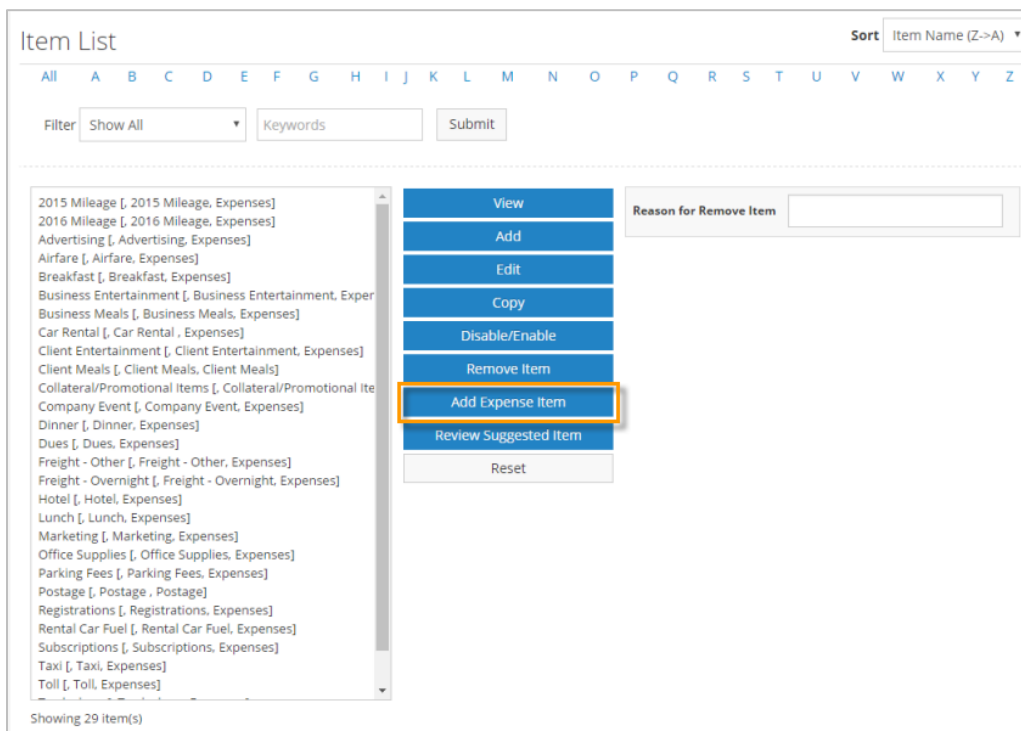 Item List
Sort Item Name (Z->A)
All A B C D E F G H I J K L M N O P Q R S T U V W X Y Z
Filter Show All Keywords Submit
2015 Mileage [, 2015 Mileage, Expenses]
2016 Mileage [, 2016 Mileage, Expenses]
Advertising [, Advertising, Expenses]
Airfare [, Airfare, Expenses]
Breakfast [, Breakfast, Expenses]
Business Entertainment [, Business Entertainment, Exper
Business Meals [, Business Meals, Expenses]
Car Rental [, Car Rental , Expenses]
Client Entertainment [, Client Entertainment, Expenses]
Client Meals [, Client Meals, Client Meals]
Collateral/Promotional Items [, Collateral/Promotional Ite
Company Event [, Company Event, Expenses]
Dinner [, Dinner, Expenses]
Dues [, Dues, Expenses]
Freight - Other [, Freight - Other, Expenses]
Freight - Overnight [, Freight - Overnight, Expenses]
Hotel [, Hotel, Expenses]
Lunch [, Lunch, Expenses]
Marketing [, Marketing, Expenses]
Office Supplies [, Office Supplies, Expenses]
Parking Fees [, Parking Fees, Expenses]
Postage [, Postage , Postage]
Registrations [, Registrations, Expenses]
Rental Car Fuel [, Rental Car Fuel, Expenses]
Subscriptions [, Subscriptions, Expenses]
Taxi [, Taxi, Expenses]
Toll [, Toll, Expenses]
Showing 29 item(s)
View
Add
Edit
Copy
Disable/Enable
Remove Item
Add Expense Item
Review Suggested Item
Reset
Reason for Remove Item